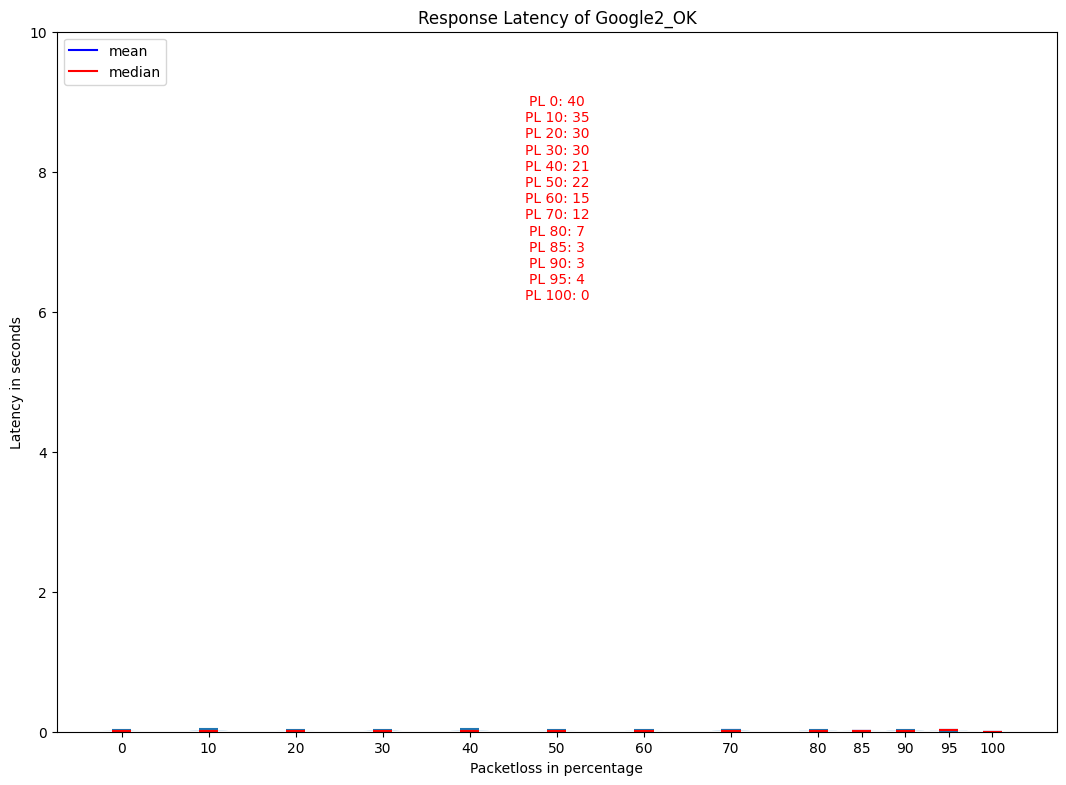 Response Latency of Google2_OK
10
mean
median
PL 0: 40
PL 10: 35
PL 20: 30
PL 30: 30
PL 40: 21
PL 50: 22
PL 60: 15
PL 70: 12
PL 80: 7
PL 85: 3
PL 90: 3
PL 95: 4
PL 100: 0
8
6
4
2
0
Latency in seconds
0 10 20 30 40 50 60 70 80 85 90 95 100
Packetloss in percentage